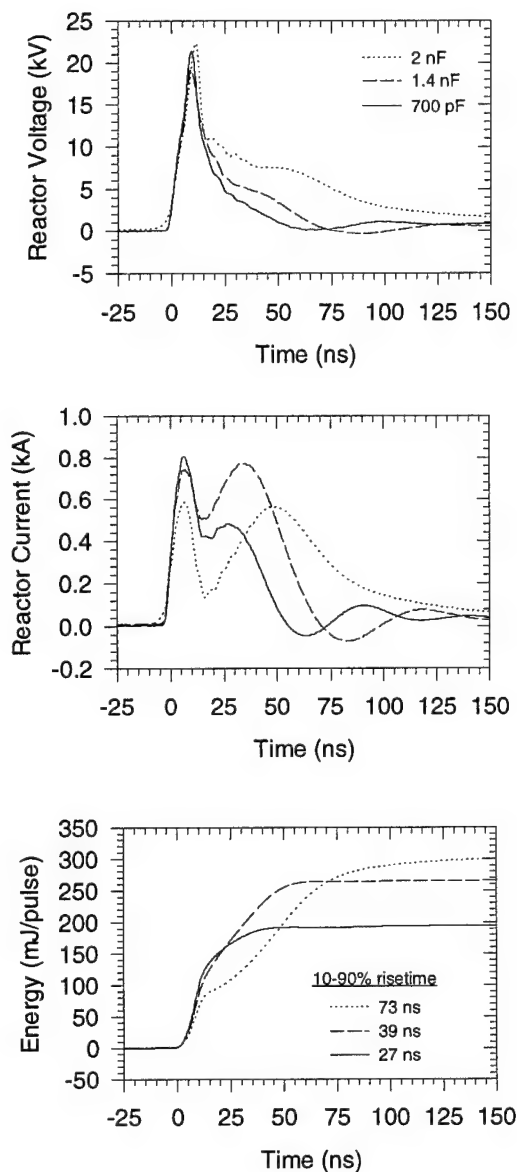 Reactor Voltage (kV)
25
20
15
10
5
0
-5
2 nF
1.4 nF
700 pF
-25 0 25 50 75 100 125 150
Time (ns)
Reactor Current (kA)
1.0
0.8
0.6
0.4
0.2
0.0
-0.2
-25 0 25 50 75 100 125 150
Time (ns)
Energy (mJ/pulse)
350
300
250
200
150
100
50
0
-50
10-90% risetime
73 ns
39 ns
27 ns
-25 0 25 50 75 100 125 150
Time (ns)